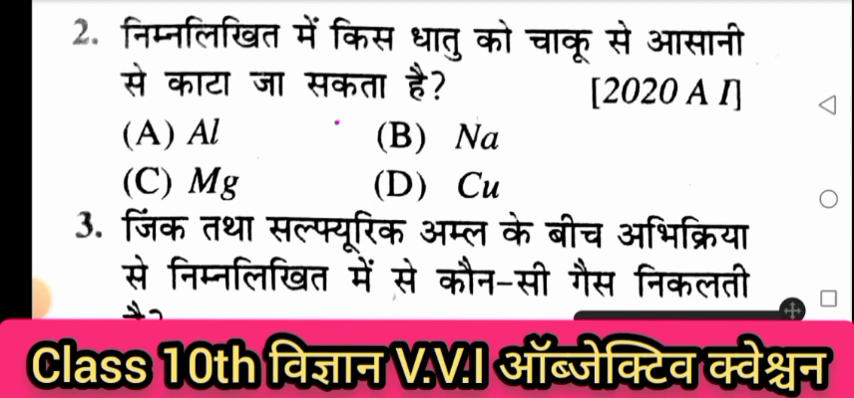 2. निम्नलिखित में किस धातु को चाकू से आसानी
से काटा जा सकता है? [2020 A I]
(A) Al (B) Na
(C) Mg (D) Cu
3. जिंक तथा सल्फ्यूरिक अम्ल के बीच अभिक्रिया
से निम्नलिखित में से कौन-सी गैस निकलती
है?
Class 10th विज्ञान V.V.I ऑब्जेक्टिव क्वेश्चन